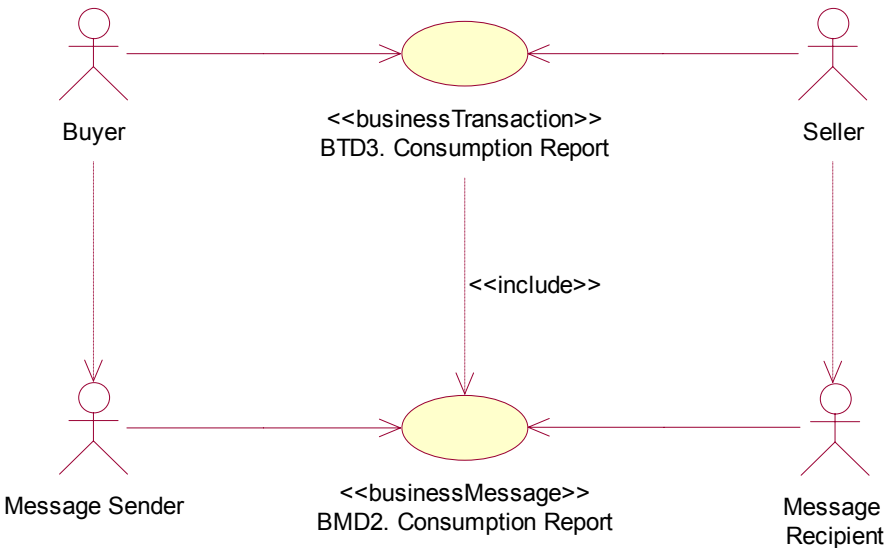 Buyer
<<businessTransaction>>
BTD3. Consumption Report
Seller
<<include>>
Message Sender
<<businessMessage>>
BMD2. Consumption Report
Message
Recipient